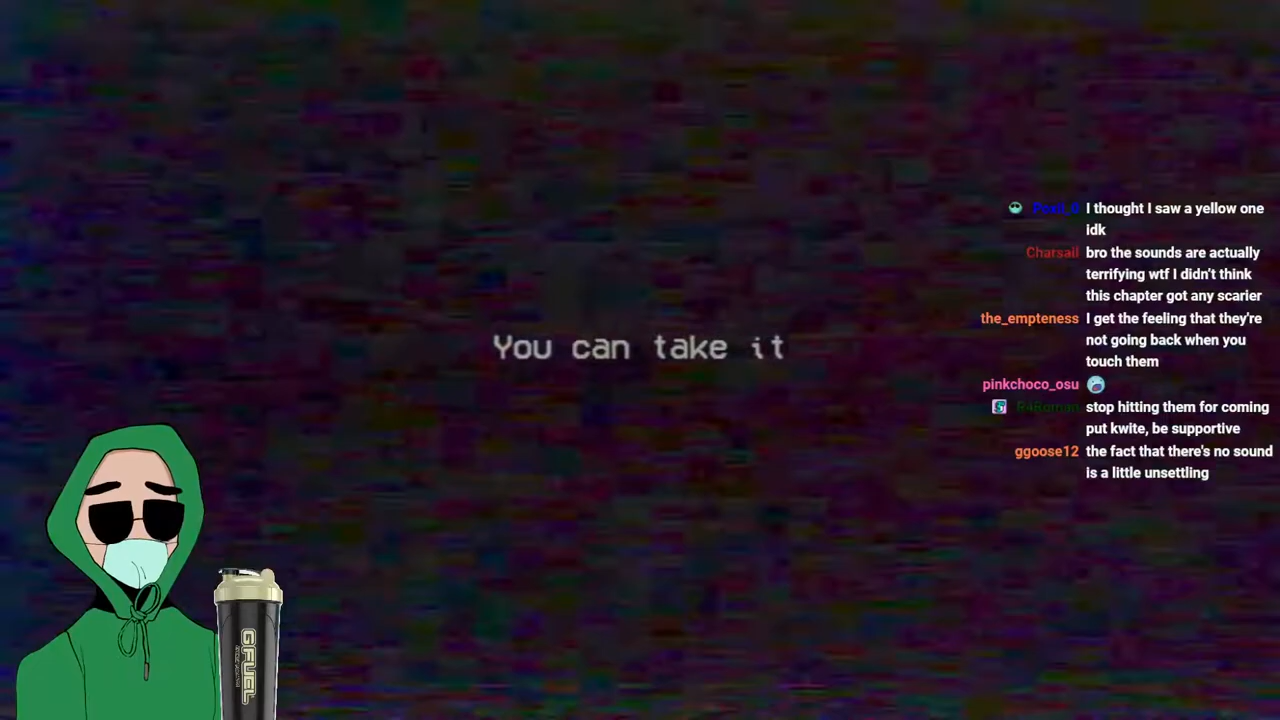 You can take it
I thought I saw a yellow one
idk
Charsail bro the sounds are actually
terrifying wtf I didn't think
this chapter got any scarier
the_empteness I get the feeling that they're
not going back when you
touch them
pinkchoco_osu
R4Roman stop hitting them for coming
put kwite, be supportive
ggoose12 the fact that there's no sound
is a little unsettling
GFUEL